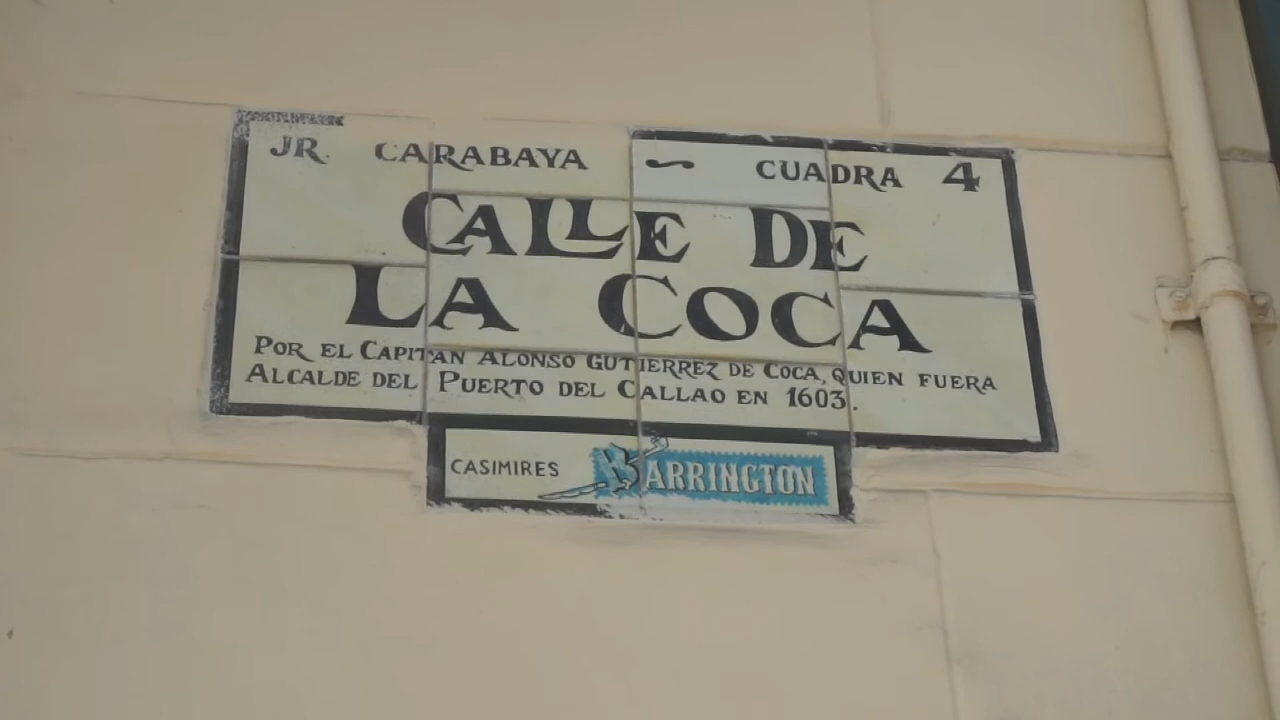 JR. CARABAYA ~ CUADRA 4
CALLE DE
LA COCA
POR EL CAPITAN ALONSO GUTIERREZ DE COCA, QUIEN FUERA
ALCALDE DEL PUERTO DEL CALLAO EN 1603.
CASIMIRES BARRINGTON